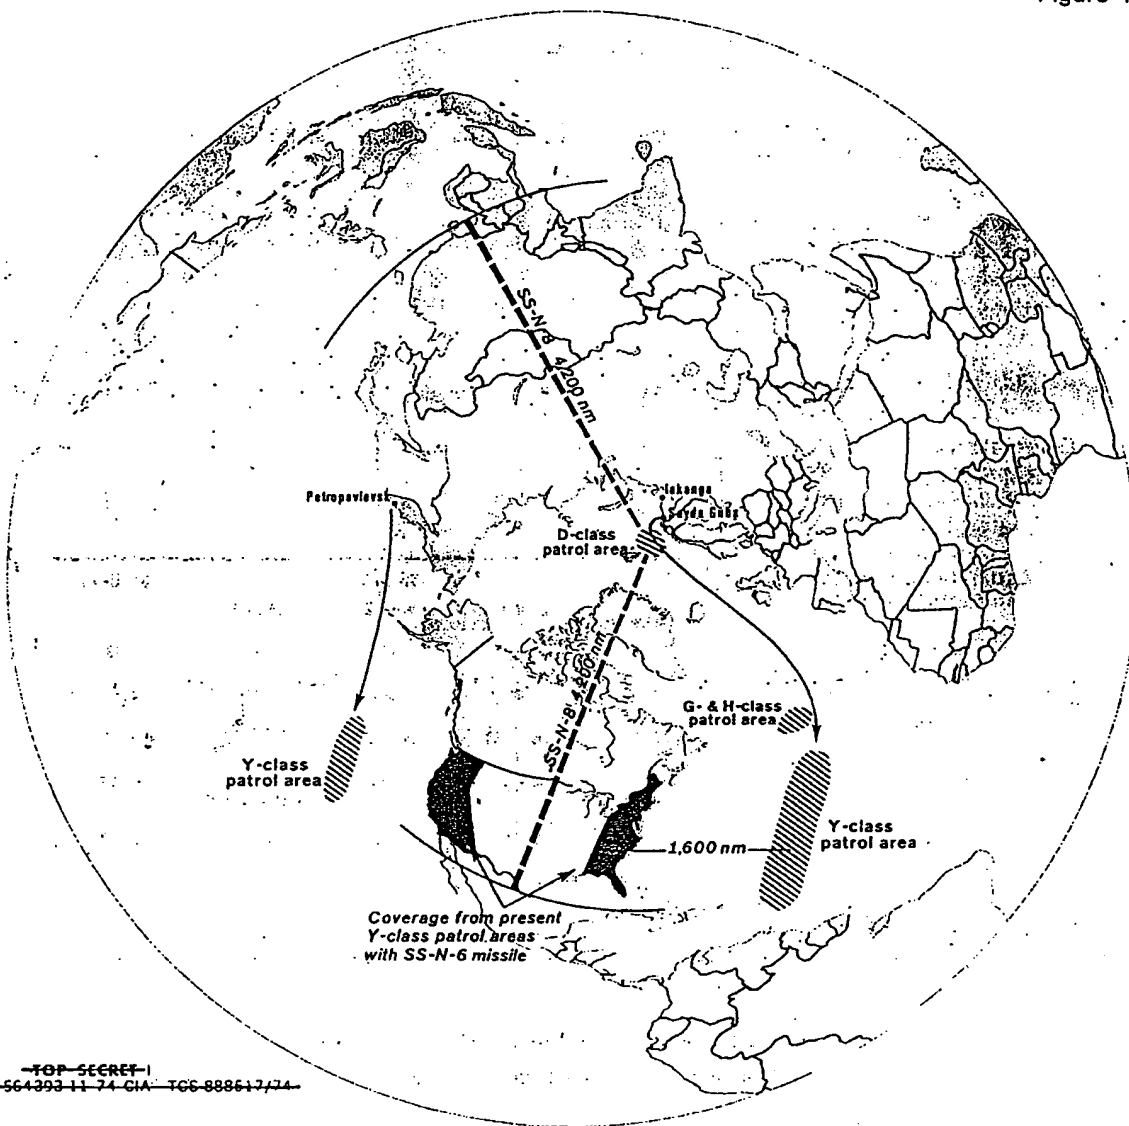 Figure
SS-N-8 4,200 nm
Petropavlovsk
Iokanga
Sayda Guba
D-class
patrol area
SS-N-8 4,200 nm
G- & H-class
patrol area
Y-class
patrol area
Y-class
patrol area
1,600 nm
Coverage from present
Y-class patrol areas
with SS-N-6 missile
TOP SECRET
564393 11-74 CIA TCS 888617/74